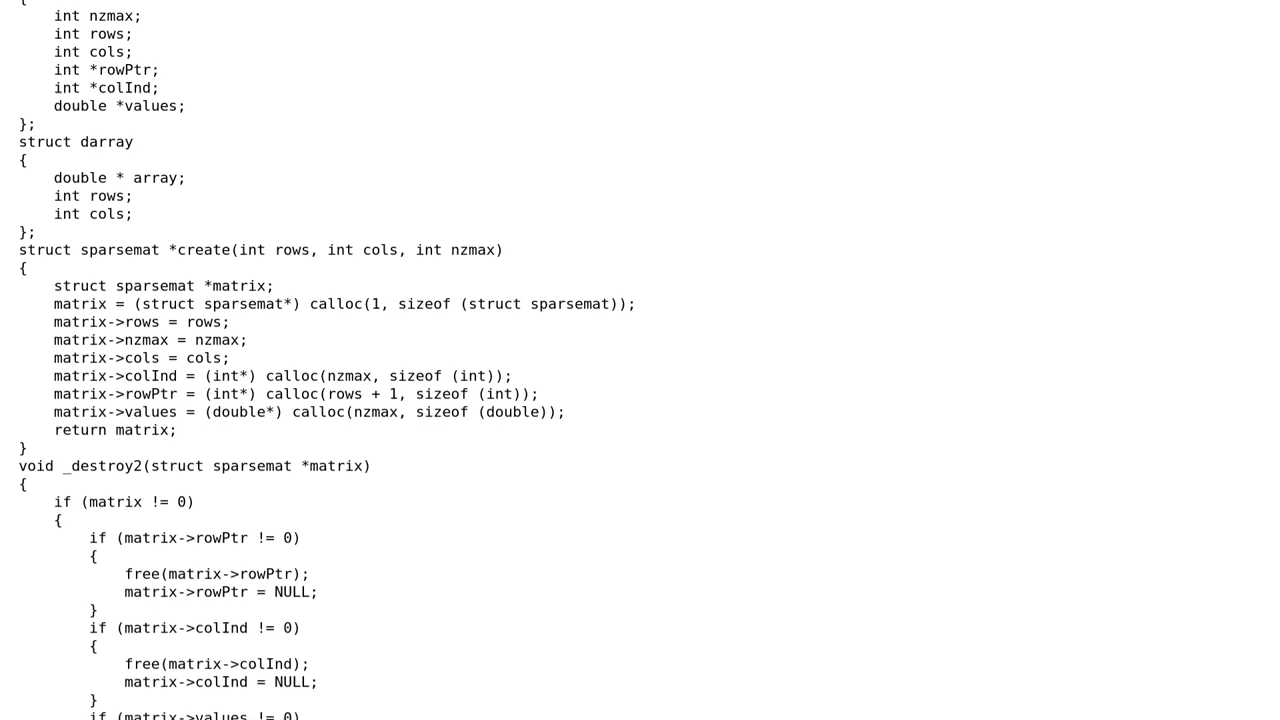 {
    int nzmax;
    int rows;
    int cols;
    int *rowPtr;
    int *colInd;
    double *values;
};
struct darray
{
    double * array;
    int rows;
    int cols;
};
struct sparsemat *create(int rows, int cols, int nzmax)
{
    struct sparsemat *matrix;
    matrix = (struct sparsemat*) calloc(1, sizeof (struct sparsemat));
    matrix->rows = rows;
    matrix->nzmax = nzmax;
    matrix->cols = cols;
    matrix->colInd = (int*) calloc(nzmax, sizeof (int));
    matrix->rowPtr = (int*) calloc(rows + 1, sizeof (int));
    matrix->values = (double*) calloc(nzmax, sizeof (double));
    return matrix;
}
void _destroy2(struct sparsemat *matrix)
{
    if (matrix != 0)
    {
        if (matrix->rowPtr != 0)
        {
            free(matrix->rowPtr);
            matrix->rowPtr = NULL;
        }
        if (matrix->colInd != 0)
        {
            free(matrix->colInd);
            matrix->colInd = NULL;
        }
        if (matrix->values != 0)